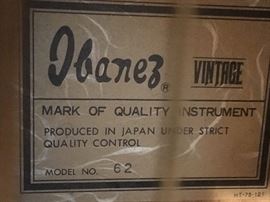 Ibanez® VINTAGE
MARK OF QUALITY INSTRUMENT
PRODUCED IN JAPAN UNDER STRICT
QUALITY CONTROL
MODEL NO. 62